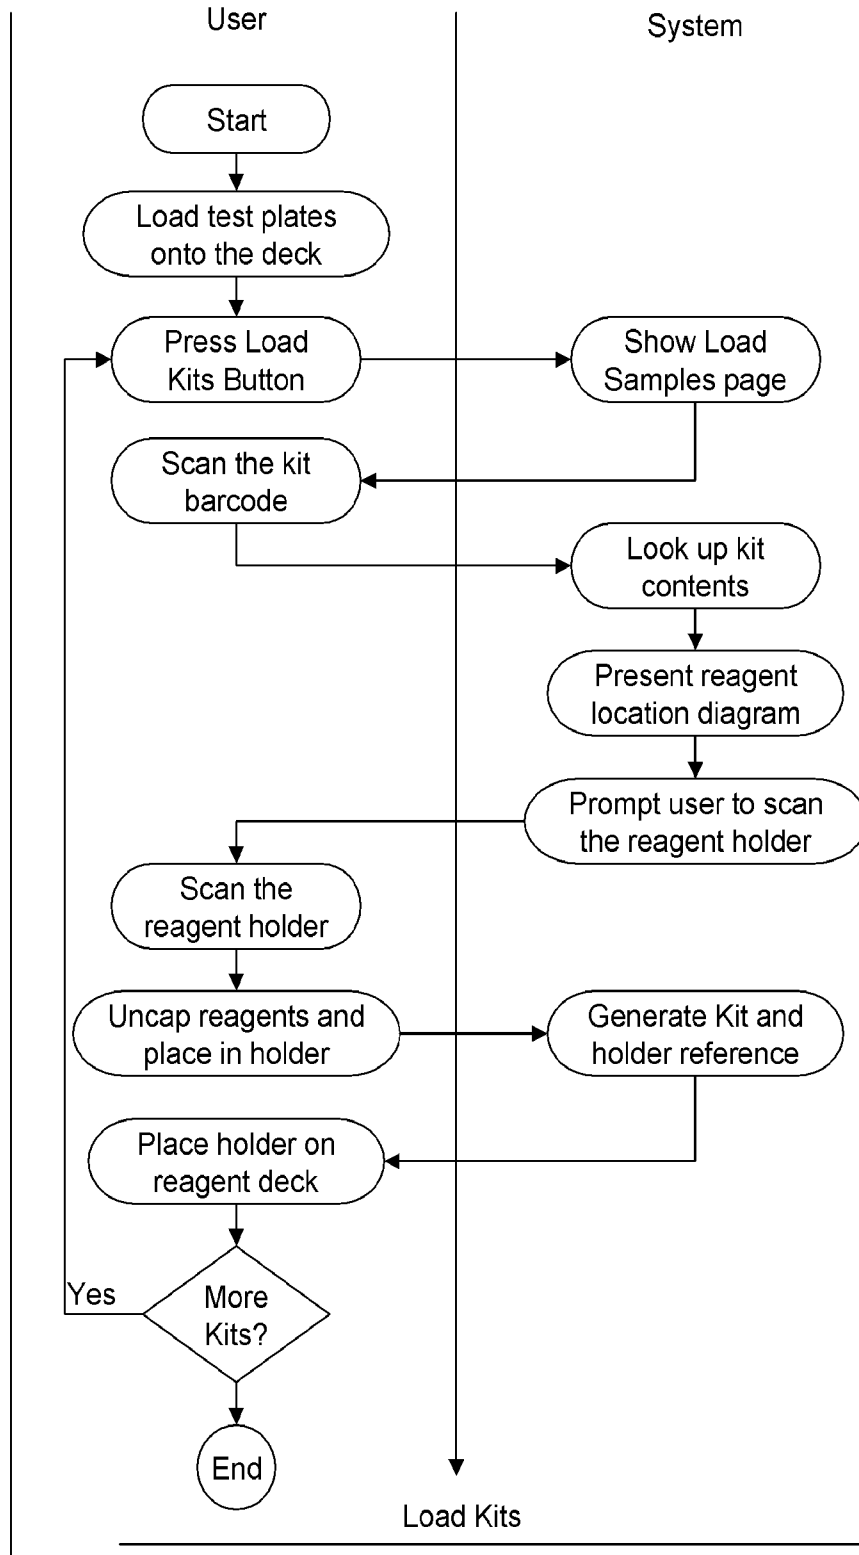 User
System
Start
Load test plates
onto the deck
Press Load
Kits Button
Show Load
Samples page
Scan the kit
barcode
Look up kit
contents
Present reagent
location diagram
Prompt user to scan
the reagent holder
Scan the
reagent holder
Uncap reagents and
place in holder
Generate Kit and
holder reference
Place holder on
reagent deck
Yes
More
Kits?
End
Load Kits